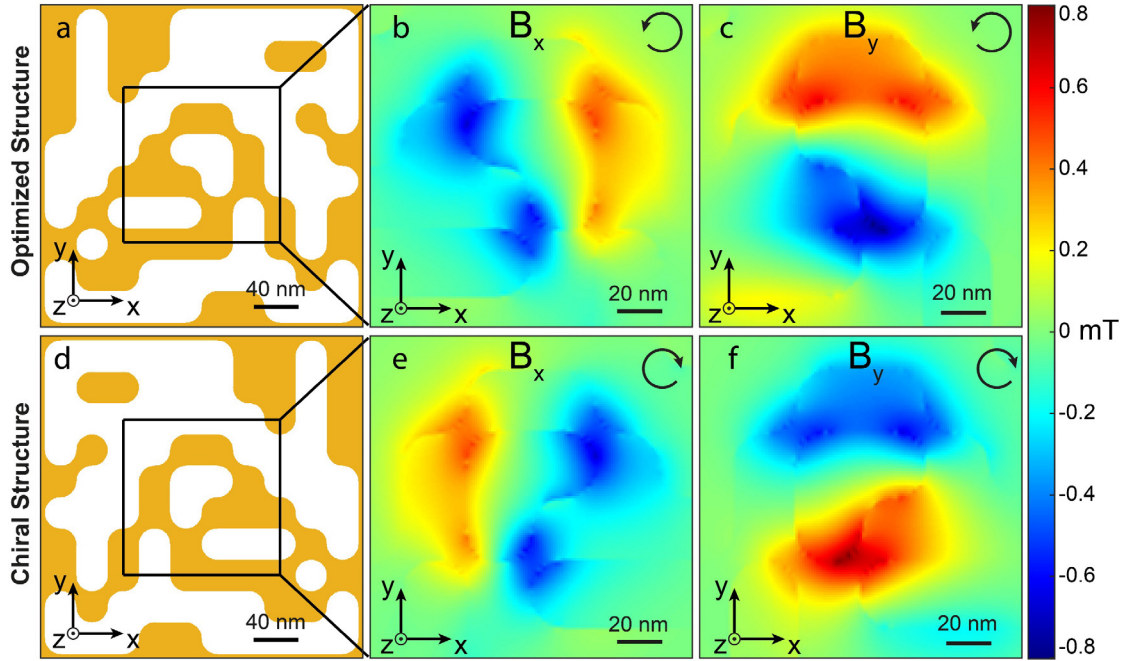 Optimized Structure
a
y
z
x
40 nm
b
Bx
y
z
x
20 nm
c
By
y
z
x
20 nm
Chiral Structure
d
y
z
x
40 nm
e
Bx
y
z
x
20 nm
f
By
y
z
x
20 nm
0.8
0.6
0.4
0.2
0 mT
-0.2
-0.4
-0.6
-0.8